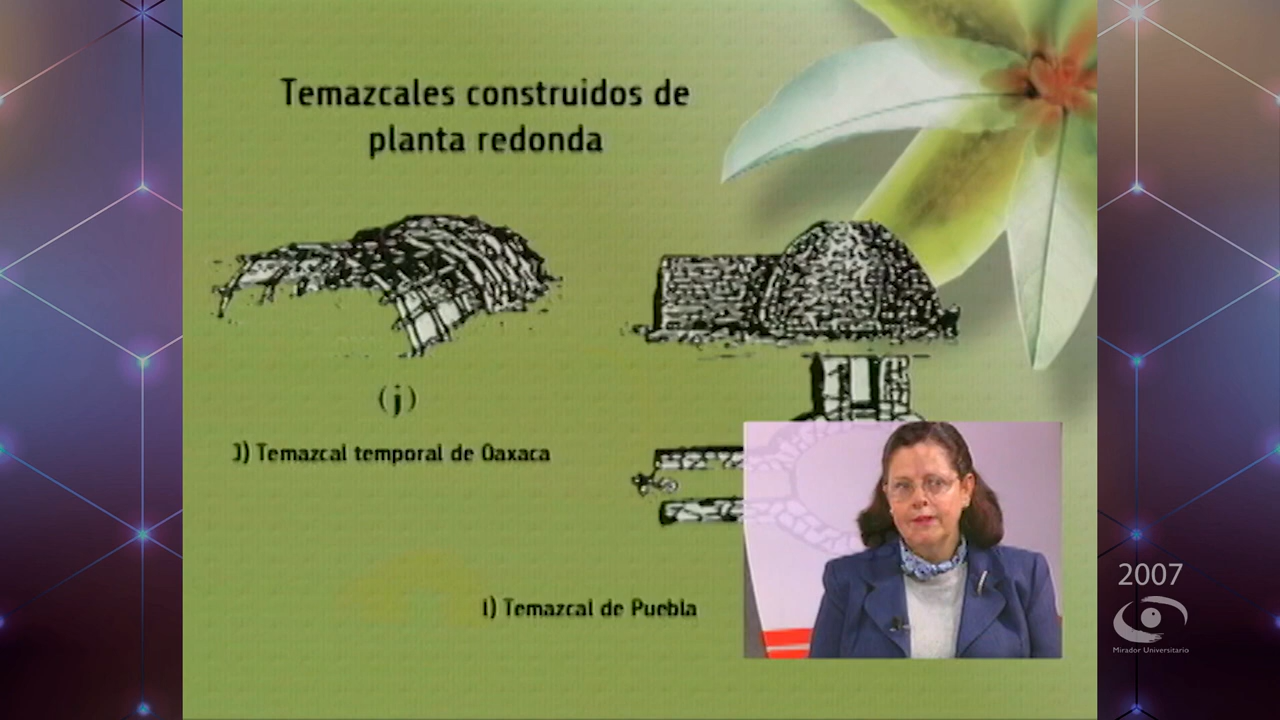 Temazcales construidos de
planta redonda
(j)
J) Temazcal temporal de Oaxaca
I) Temazcal de Puebla
2007
Mirador Universitario